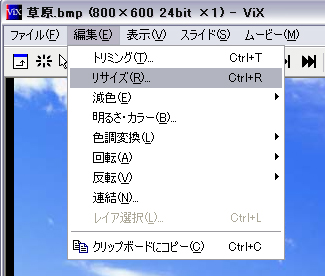 草原.bmp (800×600 24bit ×1) - ViX
ファイル(F) 編集(E) 表示(V) スライド(S) ムービー(M)
トリミング(T)... Ctrl+T
リサイズ(R)... Ctrl+R
減色(E)
明るさ・カラー(B)...
色調変換(L)
回転(A)
反転(V)
連結(N)...
レイア選択(L)... Ctrl+L
クリップボードにコピー(C) Ctrl+C